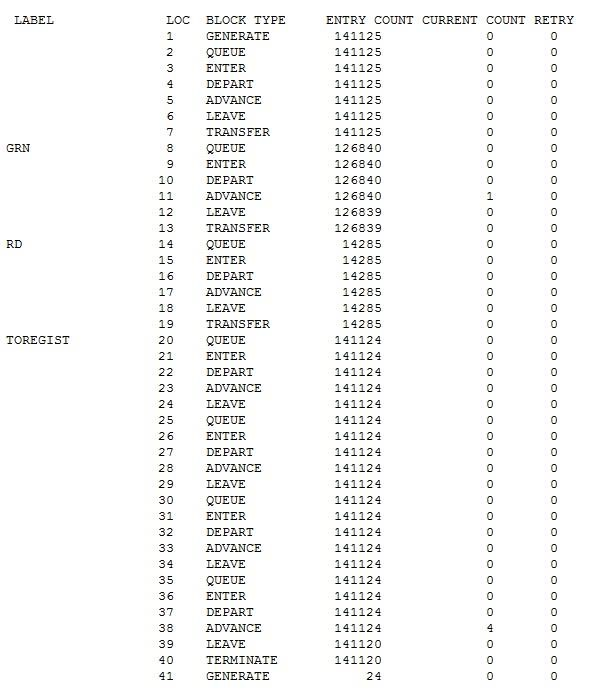 LABEL LOC BLOCK TYPE ENTRY COUNT CURRENT COUNT RETRY
1 GENERATE 141125 0 0
2 QUEUE 141125 0 0
3 ENTER 141125 0 0
4 DEPART 141125 0 0
5 ADVANCE 141125 0 0
6 LEAVE 141125 0 0
7 TRANSFER 141125 0 0
GRN 8 QUEUE 126840 0 0
9 ENTER 126840 0 0
10 DEPART 126840 0 0
11 ADVANCE 126840 1 0
12 LEAVE 126839 0 0
13 TRANSFER 126839 0 0
RD 14 QUEUE 14285 0 0
15 ENTER 14285 0 0
16 DEPART 14285 0 0
17 ADVANCE 14285 0 0
18 LEAVE 14285 0 0
19 TRANSFER 14285 0 0
TOREGIST 20 QUEUE 141124 0 0
21 ENTER 141124 0 0
22 DEPART 141124 0 0
23 ADVANCE 141124 0 0
24 LEAVE 141124 0 0
25 QUEUE 141124 0 0
26 ENTER 141124 0 0
27 DEPART 141124 0 0
28 ADVANCE 141124 0 0
29 LEAVE 141124 0 0
30 QUEUE 141124 0 0
31 ENTER 141124 0 0
32 DEPART 141124 0 0
33 ADVANCE 141124 0 0
34 LEAVE 141124 0 0
35 QUEUE 141124 0 0
36 ENTER 141124 0 0
37 DEPART 141124 0 0
38 ADVANCE 141124 4 0
39 LEAVE 141120 0 0
40 TERMINATE 141120 0 0
41 GENERATE 24 0 0